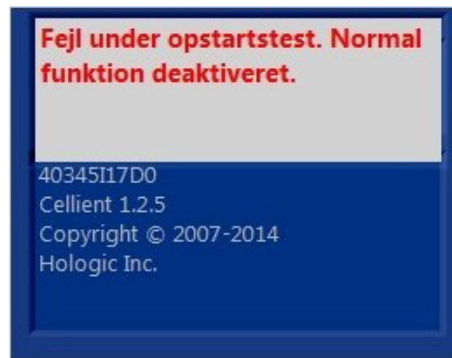 Fejl under opstartstest. Normal
funktion deaktiveret.
40345I17D0
Cellient 1.2.5
Copyright © 2007-2014
Hologic Inc.